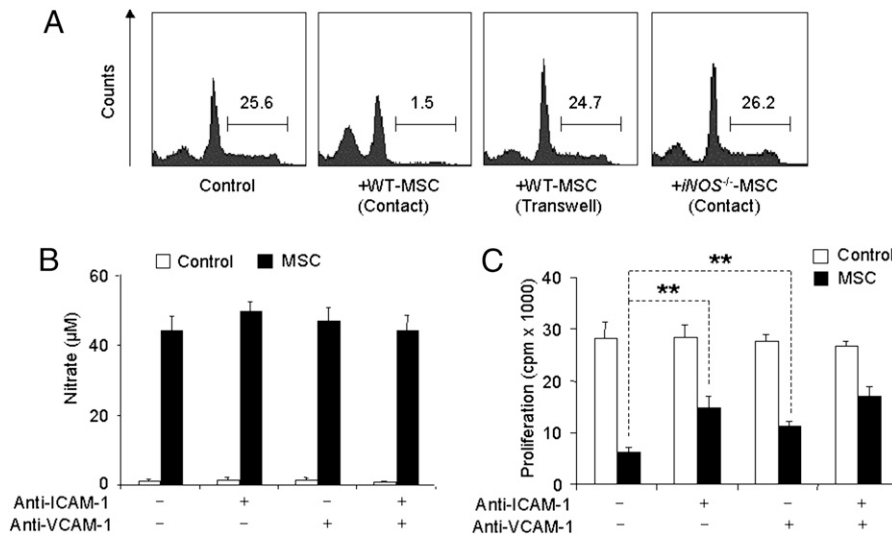 A
Counts
25.6
1.5
24.7
26.2
Control
+WT-MSC
(Contact)
+WT-MSC
(Transwell)
+iNOS-/--MSC
(Contact)
B
Control MSC
Nitrate (µM)
60
40
20
0
Anti-ICAM-1 – + – +
Anti-VCAM-1 – – + +
C
Control
MSC
Proliferation (cpm x 1000)
40
30
20
10
0
**
**
Anti-ICAM-1 – + – +
Anti-VCAM-1 – – + +